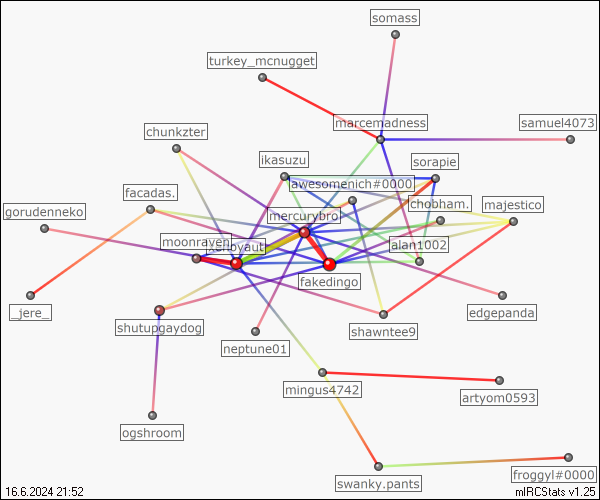 somass
turkey_mcnugget
marcemadness
samuel4073
chunkzter
ikasuzu
sorapie
awesomenich#0000
facadas.
chobham.
majestico
gorudenneko
mercurybro
moonraven
alan1002
fakedingo
_jere_
edgepanda
shutupgaydog
shawntee9
neptune01
mingus4742
artyom0593
ogshroom
froggyl#0000
swanky.pants
16.6.2024 21:52
mIRCStats v1.25